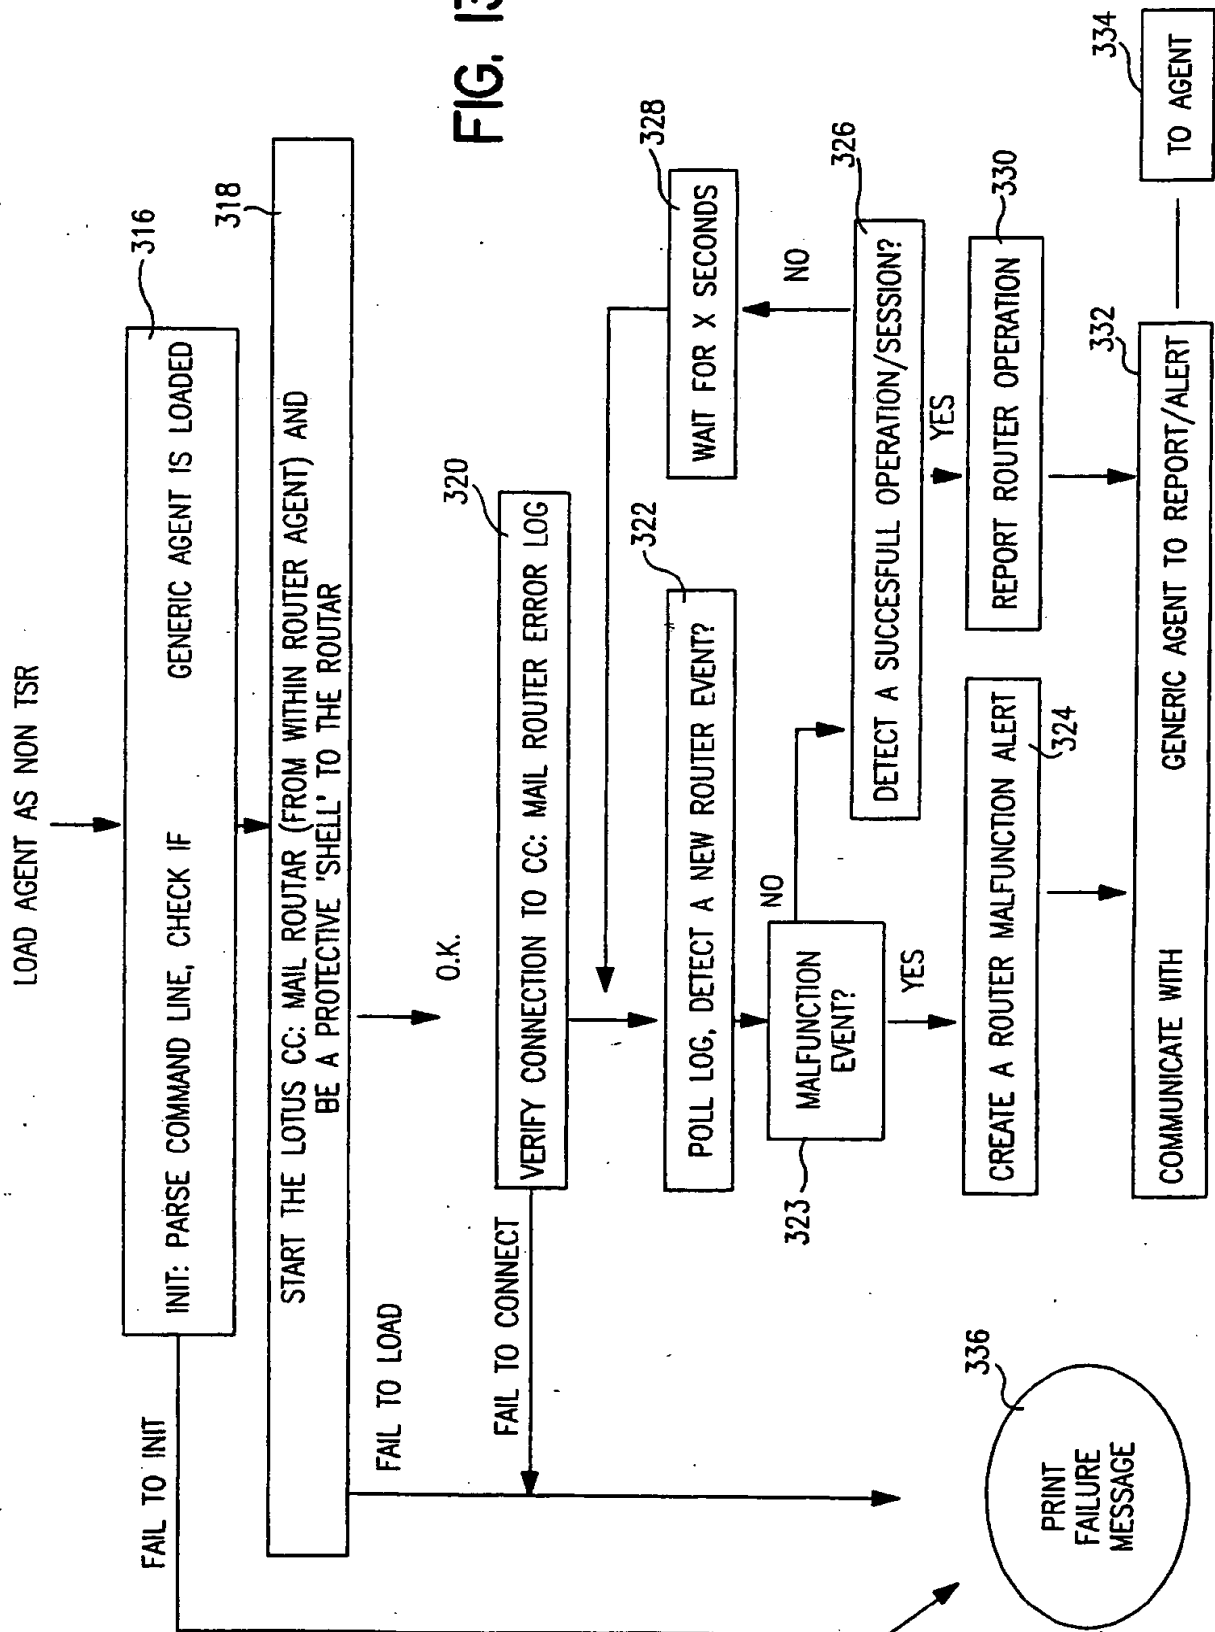 LOAD AGENT AS NON TSR
316
INIT: PARSE COMMAND LINE, CHECK IF GENERIC AGENT IS LOADED
FAIL TO INIT
318
START THE LOTUS CC: MAIL ROUTAR (FROM WITHIN ROUTER AGENT) AND
BE A PROTECTIVE 'SHELL' TO THE ROUTAR
FAIL TO LOAD
O.K.
FIG. 13
320
VERIFY CONNECTION TO CC: MAIL ROUTER ERROR LOG
FAIL TO CONNECT
322
POLL LOG, DETECT A NEW ROUTER EVENT?
328
WAIT FOR X SECONDS
323
MALFUNCTION
EVENT?
NO
NO
326
DETECT A SUCCESFULL OPERATION/SESSION?
YES
YES
CREATE A ROUTER MALFUNCTION ALERT
324
REPORT ROUTER OPERATION
330
332
COMMUNICATE WITH GENERIC AGENT TO REPORT/ALERT
334
TO AGENT
336
PRINT
FAILURE
MESSAGE